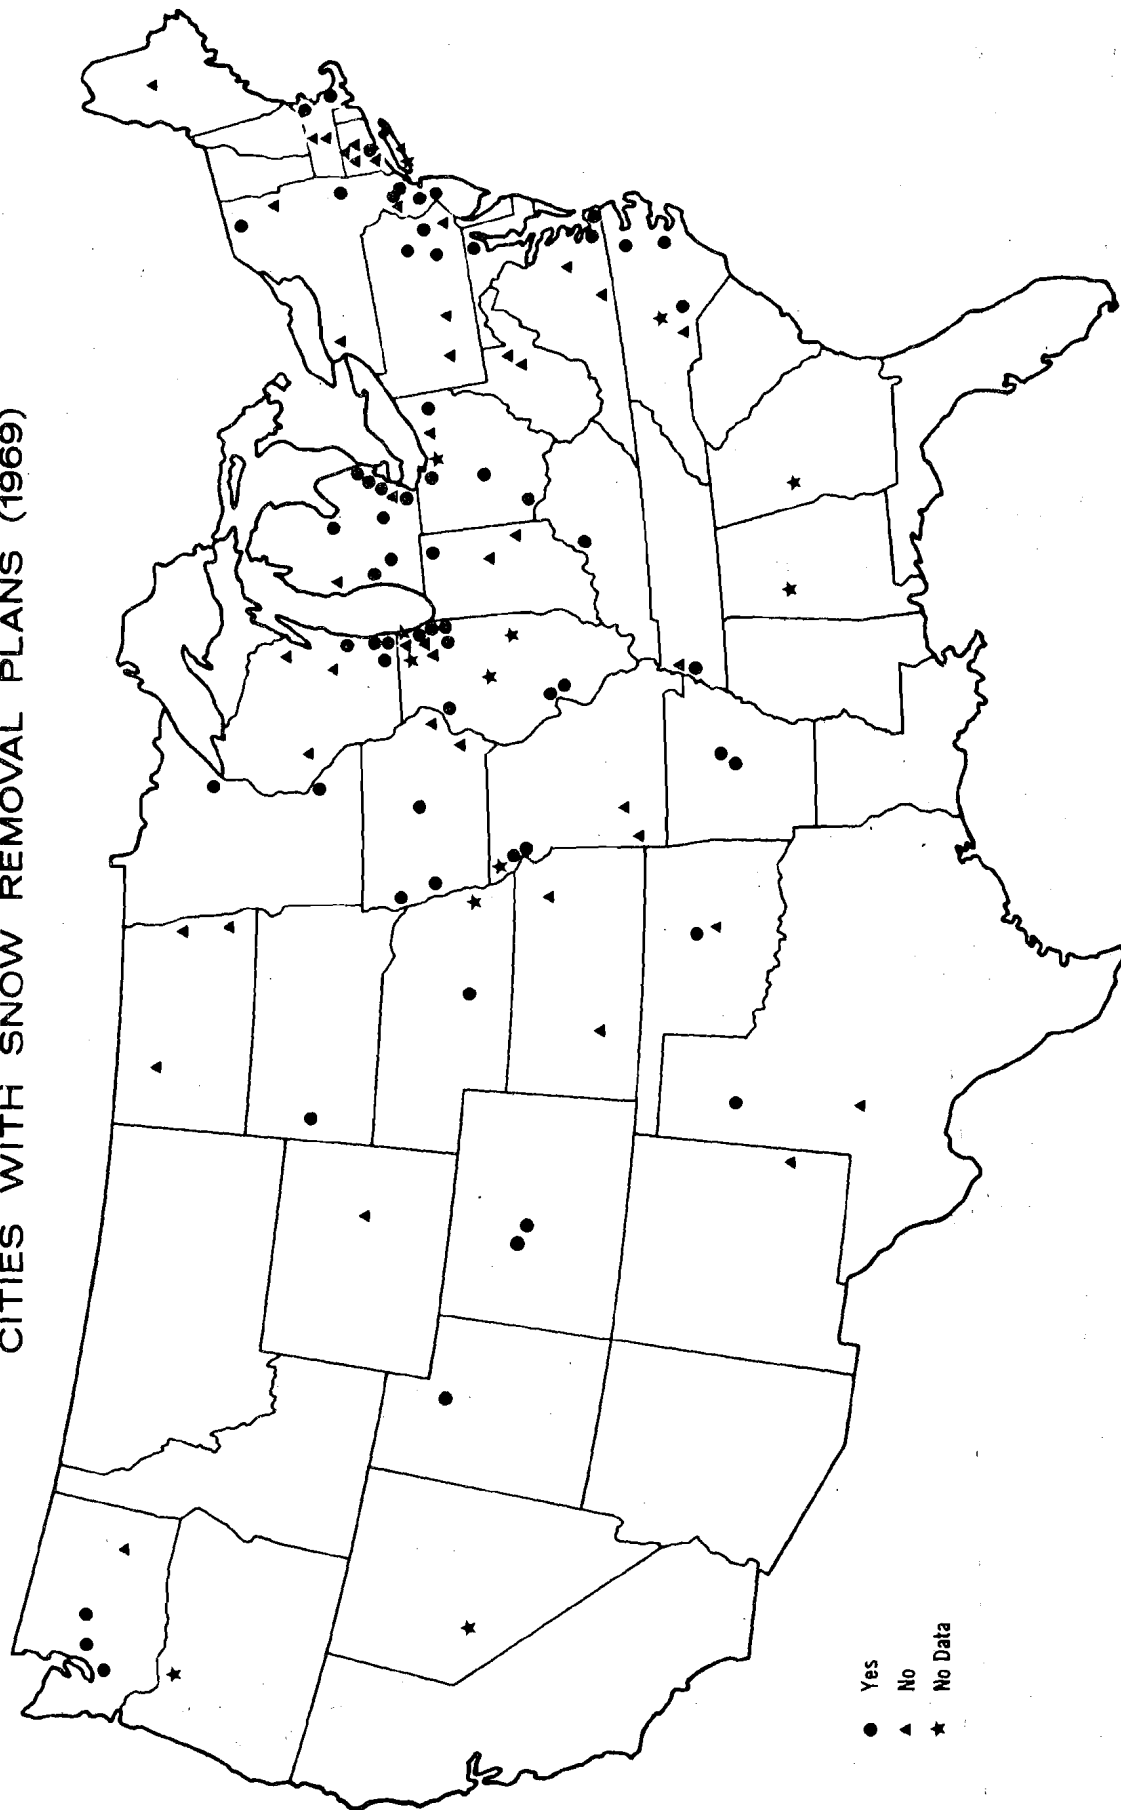 CITIES WITH SNOW REMOVAL PLANS (1969)
Yes
No
No Data